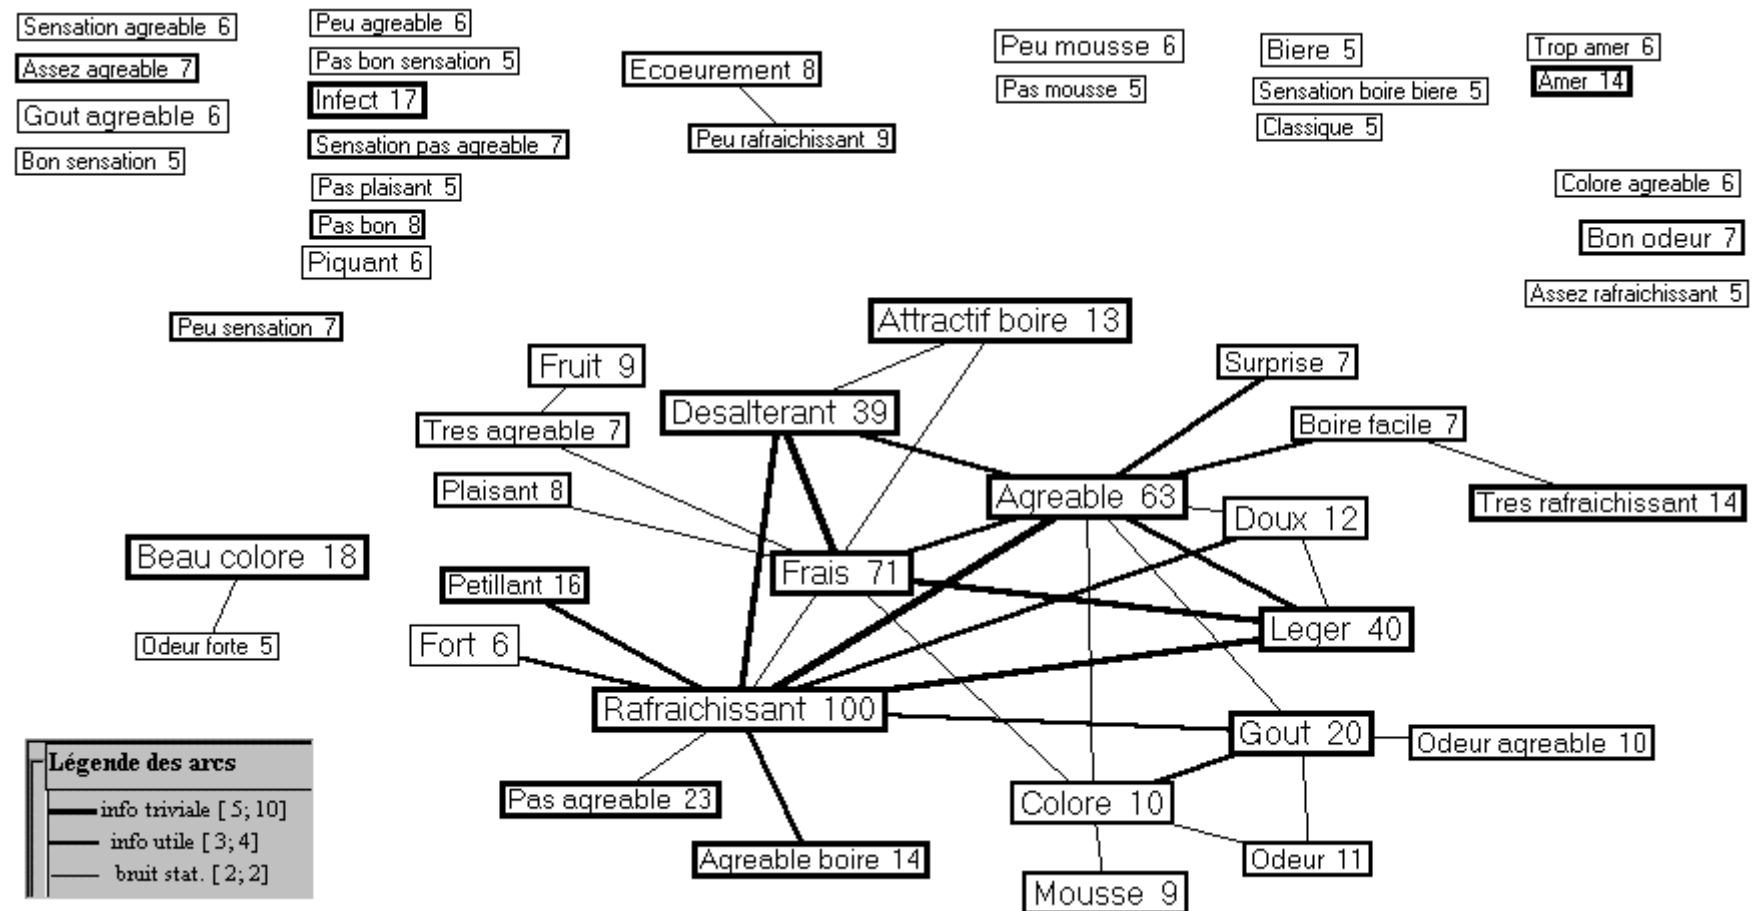 Sensation agreable 6
Assez agreable 7
Gout agreable 6
Bon sensation 5
Peu agreable 6
Pas bon sensation 5
Infect 17
Sensation pas agreable 7
Pas plaisant 5
Pas bon 8
Piquant 6
Ecoeurement 8
Peu rafraichissant 9
Peu mousse 6
Pas mousse 5
Biere 5
Sensation boire biere 5
Classique 5
Trop amer 6
Amer 14
Colore agreable 6
Bon odeur 7
Assez rafraichissant 5
Peu sensation 7
Attractif boire 13
Fruit 9
Surprise 7
Desalterant 39
Tres agreable 7
Boire facile 7
Plaisant 8
Agreable 63
Tres rafraichissant 14
Doux 12
Beau colore 18
Frais 71
Petillant 16
Leger 40
Odeur forte 5
Fort 6
Rafraichissant 100
Gout 20
Odeur agreable 10
Pas agreable 23
Colore 10
Agreable boire 14
Odeur 11
Mousse 9
Légende des arcs
info triviale [ 5; 10]
info utile [ 3; 4]
bruit stat. [ 2; 2]